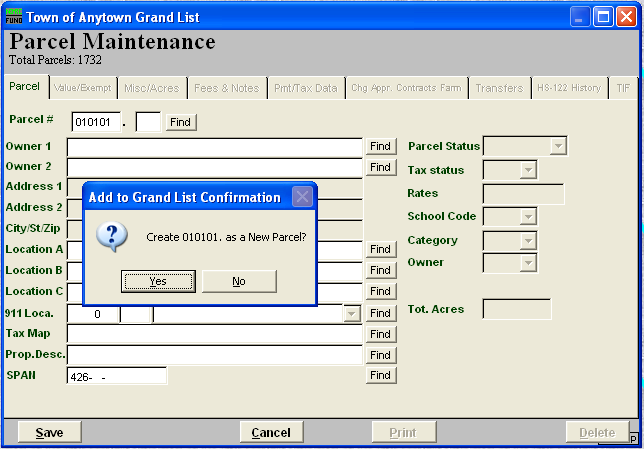 FUND Town of Anytown Grand List
Parcel Maintenance
Total Parcels: 1732
Parcel Value/Exempt Misc/Acres Fees & Notes Pmt/Tax Data Chg Appr. Contracts Farm Transfers HS-122 History TIF
Parcel # 010101 . Find
Owner 1 Find Parcel Status
Owner 2 Find Tax status
Address 1 Rates
Address 2 School Code
City/St/Zip Category
Location A Find Owner
Location B Find
Location C Find Tot. Acres
911 Loca. 0 Find
Tax Map Find
Prop.Desc. Find
SPAN 426- - Find
Add to Grand List Confirmation
Create 010101. as a New Parcel?
Yes No
Save Cancel Print Delete
P